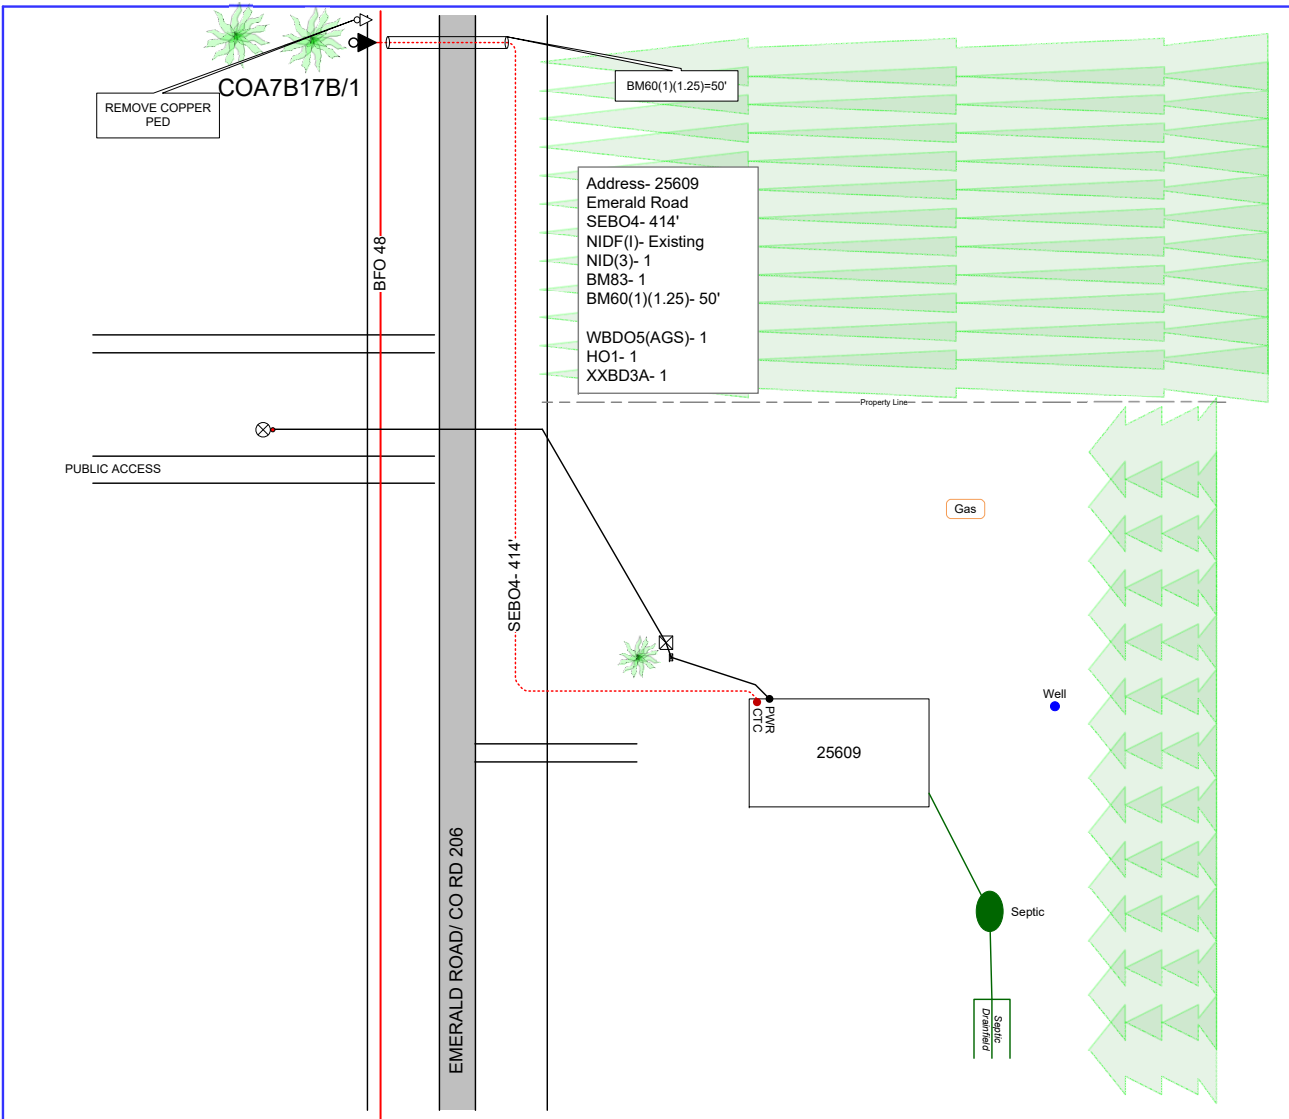 COA7B17B/1
REMOVE COPPER
PED
BM60(1)(1.25)=50'
Address- 25609
Emerald Road
SEBO4- 414'
NIDF(I)- Existing
NID(3)- 1
BM83- 1
BM60(1)(1.25)- 50'
WBDO5(AGS)- 1
HO1- 1
XXBD3A- 1
BFO 48
Property Line
PUBLIC ACCESS
Gas
SEBO4- 414'
Well
PWR
CTC
25609
EMERALD ROAD/ CO RD 206
Septic
Septic
Drainfield